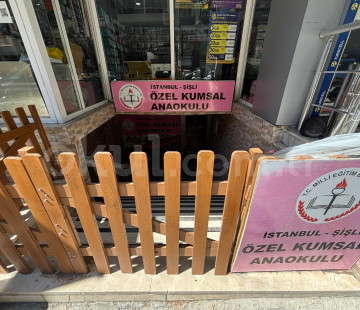 İSTANBUL - ŞİŞLİ
ÖZEL KUMSAL
ANAOKULU
T.C. MİLLİ EĞİTİM
İSTANBUL - ŞİŞLİ
ÖZEL KUMSAL
ANAOKULU